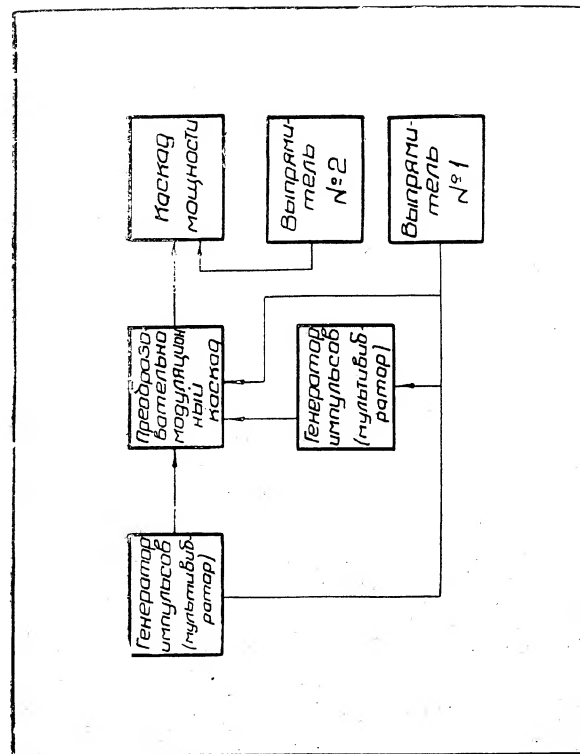 Генератор
импульсов
(мультивиб-
ратор)
Преобразо-
вательно
модуляцион
ный
каскад
Каскад
мощности
Генератор
импульсов
(мультивиб-
ратор)
Выпрями-
тель
№2
Выпрями-
тель
№1